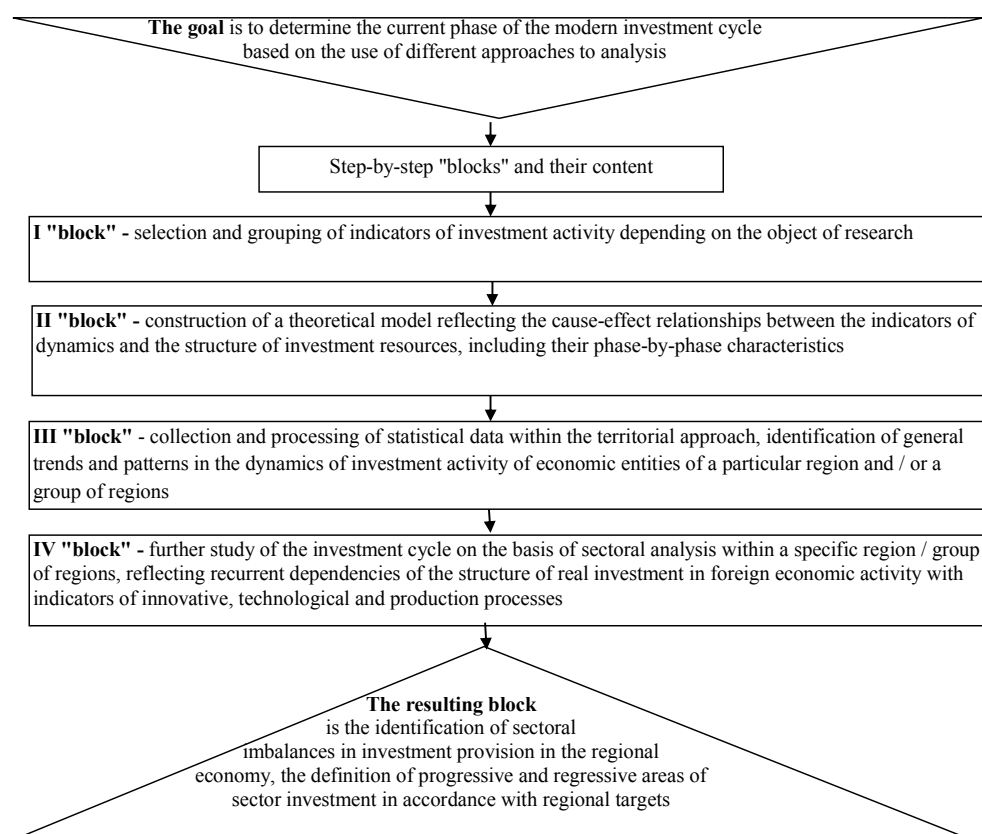 The goal is to determine the current phase of the modern investment cycle
based on the use of different approaches to analysis
Step-by-step "blocks" and their content
I "block" - selection and grouping of indicators of investment activity depending on the object of research
II "block" - construction of a theoretical model reflecting the cause-effect relationships between the indicators of
dynamics and the structure of investment resources, including their phase-by-phase characteristics
III "block" - collection and processing of statistical data within the territorial approach, identification of general
trends and patterns in the dynamics of investment activity of economic entities of a particular region and / or a
group of regions
IV "block" - further study of the investment cycle on the basis of sectoral analysis within a specific region / group
of regions, reflecting recurrent dependencies of the structure of real investment in foreign economic activity with
indicators of innovative, technological and production processes
The resulting block
is the identification of sectoral
imbalances in investment provision in the regional
economy, the definition of progressive and regressive areas of
sector investment in accordance with regional targets